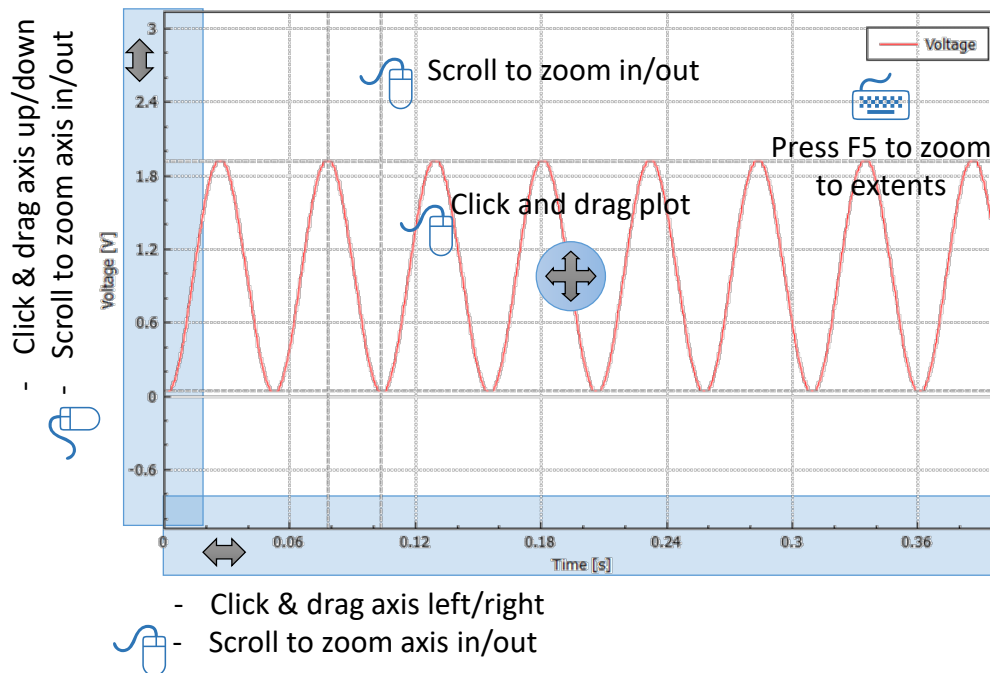 - Click & drag axis up/down
- Scroll to zoom axis in/out
3
2.4
1.8
1.2
0.6
0
-0.6
Voltage [V]
Voltage
Scroll to zoom in/out
Press F5 to zoom
to extents
Click and drag plot
0
0.06
0.12
0.18
0.24
0.3
0.36
Time [s]
- Click & drag axis left/right
- Scroll to zoom axis in/out